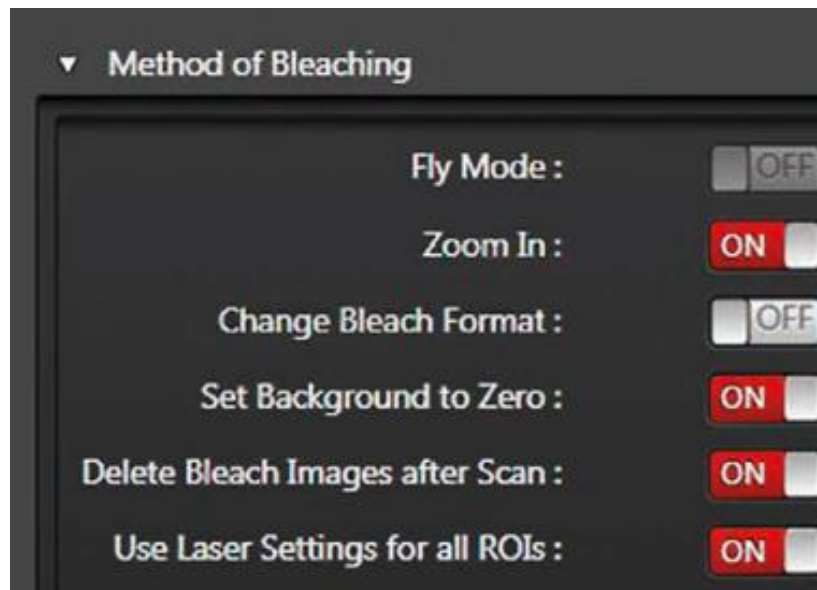 Method of Bleaching
Fly Mode : OFF
Zoom In : ON
Change Bleach Format : OFF
Set Background to Zero : ON
Delete Bleach Images after Scan : ON
Use Laser Settings for all ROIs : ON